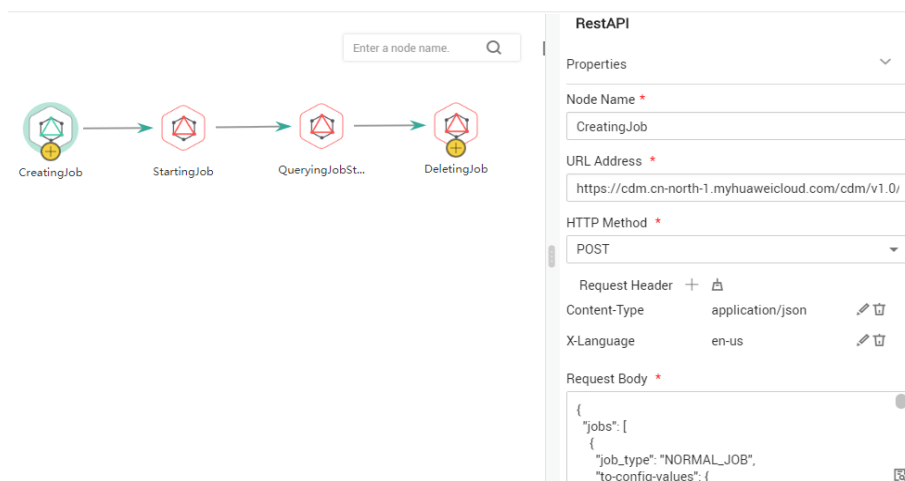 Enter a node name.
CreatingJob
StartingJob
QueryingJobSt...
DeletingJob
RestAPI
Properties
Node Name *
CreatingJob
URL Address *
https://cdm.cn-north-1.myhuaweicloud.com/cdm/v1.0/
HTTP Method *
POST
Request Header
Content-Type application/json
X-Language en-us
Request Body *
{
"jobs": [
{
"job_type": "NORMAL_JOB",
"to-config-values": {